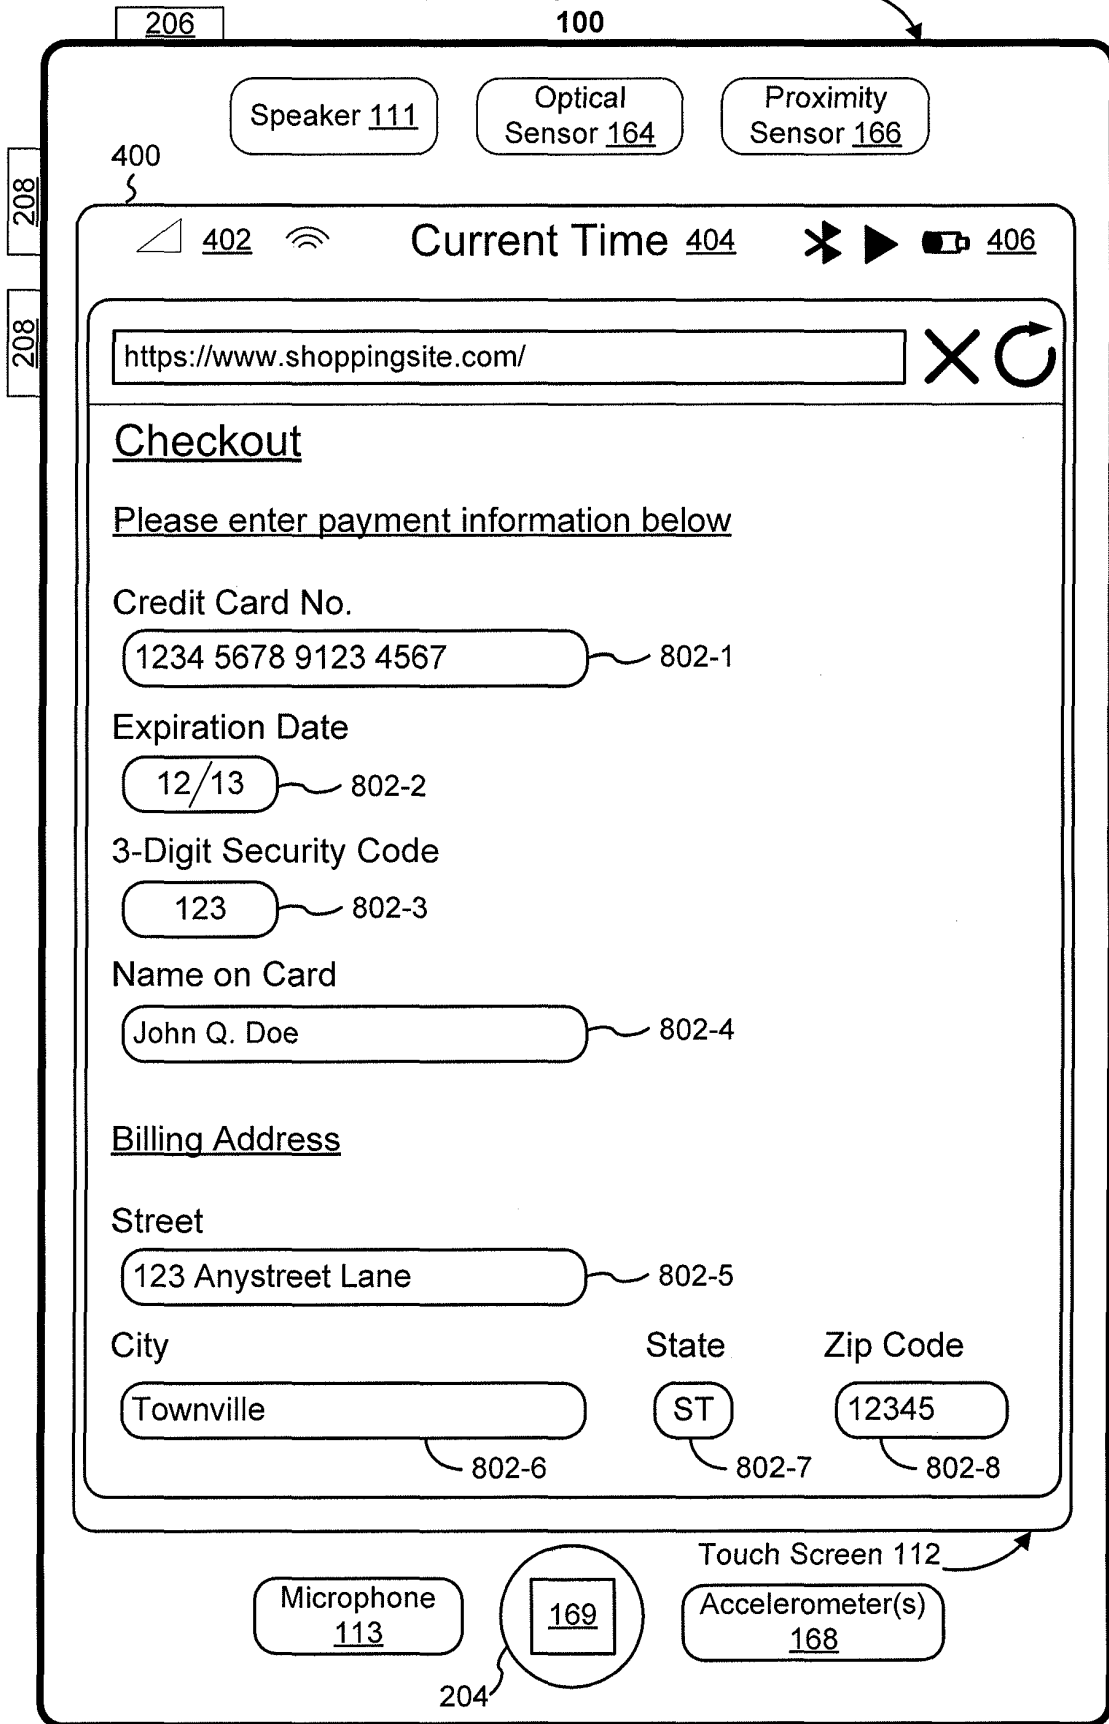 206
100
Speaker 111
Optical
Sensor 164
Proximity
Sensor 166
400
208
402
Current Time 404
406
208
https://www.shoppingsite.com/
Checkout
Please enter payment information below
Credit Card No.
1234 5678 9123 4567
802-1
Expiration Date
12/13
802-2
3-Digit Security Code
123
802-3
Name on Card
John Q. Doe
802-4
Billing Address
Street
123 Anystreet Lane
802-5
City State Zip Code
Townville ST 12345
802-6 802-7 802-8
Touch Screen 112
Microphone
113
169
Accelerometer(s)
168
204